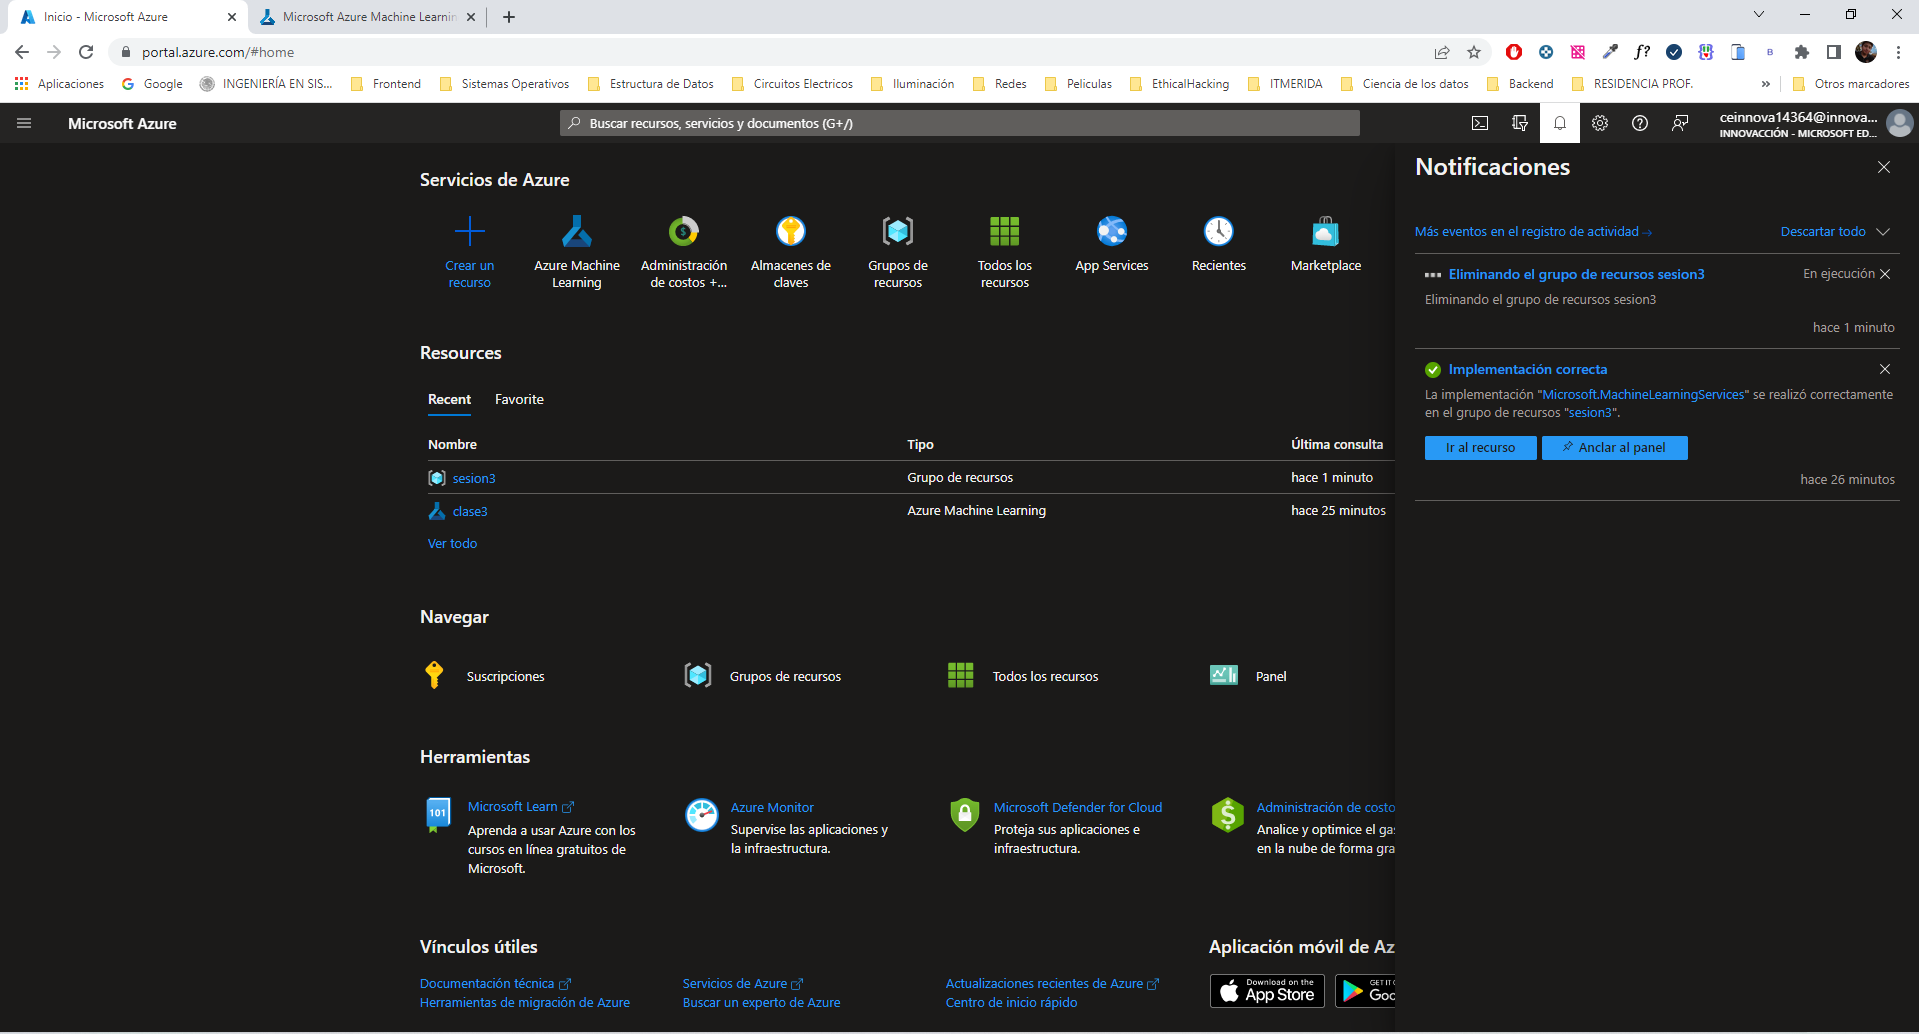 Inicio - Microsoft Azure
Microsoft Azure Machine Learnin
portal.azure.com/#home
f?
B
Aplicaciones
Google
INGENIERÍA EN SIS...
Frontend
Sistemas Operativos
Estructura de Datos
Circuitos Electricos
Iluminación
Redes
Peliculas
EthicalHacking
ITMERIDA
Ciencia de los datos
Backend
RESIDENCIA PROF.
»
Otros marcadores
Microsoft Azure
Buscar recursos, servicios y documentos (G+/)
ceinnova14364@innova...
INNOVACCIÓN - MICROSOFT ED...
Servicios de Azure
Crear un
recurso
Azure Machine
Learning
Administración
de costos +...
Almacenes de
claves
Grupos de
recursos
Todos los
recursos
App Services
Recientes
Marketplace
Resources
Recent
Favorite
Nombre
Tipo
Última consulta
sesion3
Grupo de recursos
hace 1 minuto
clase3
Azure Machine Learning
hace 25 minutos
Ver todo
Navegar
Suscripciones
Grupos de recursos
Todos los recursos
Panel
Herramientas
101
Microsoft Learn
Aprenda a usar Azure con los
cursos en línea gratuitos de
Microsoft.
Azure Monitor
Supervise las aplicaciones y
la infraestructura.
Microsoft Defender for Cloud
Proteja sus aplicaciones e
infraestructura.
Administración de costo
Analice y optimice el ga
en la nube de forma gra
Vínculos útiles
Documentación técnica
Herramientas de migración de Azure
Servicios de Azure
Buscar un experto de Azure
Actualizaciones recientes de Azure
Centro de inicio rápido
Aplicación móvil de Az
Download on the
App Store
GET IT
Goo
Notificaciones
Más eventos en el registro de actividad →
Descartar todo
Eliminando el grupo de recursos sesion3
En ejecución
Eliminando el grupo de recursos sesion3
hace 1 minuto
Implementación correcta
La implementación "Microsoft.MachineLearningServices" se realizó correctamente
en el grupo de recursos "sesion3".
Ir al recurso
Anclar al panel
hace 26 minutos